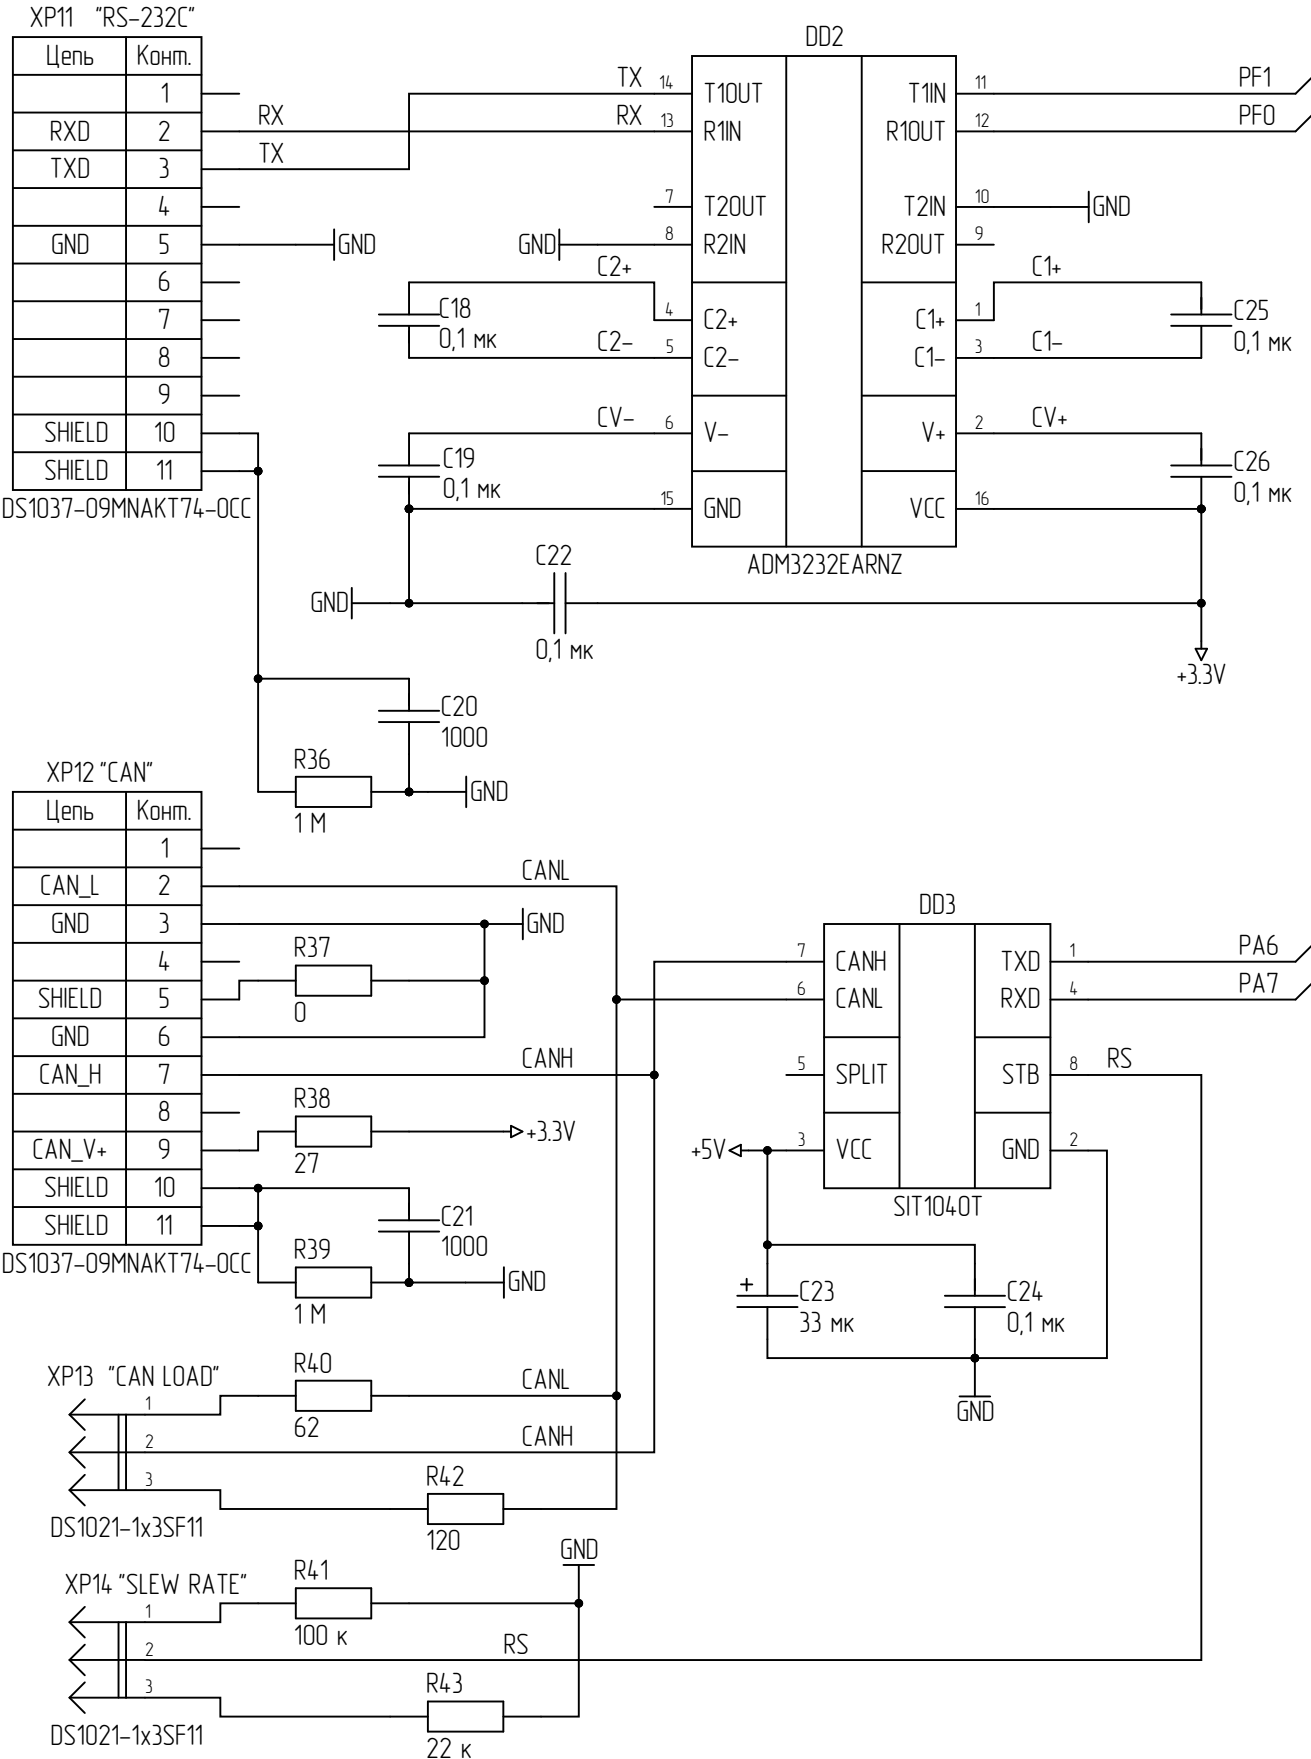 XP11 "RS-232C"
Цепь Конт.
1
RXD 2
TXD 3
4
GND 5
6
7
8
9
SHIELD 10
SHIELD 11
DS1037-09MNAKT74-0CC
RX
TX
GND
DD2
TX 14 T1OUT T1IN 11 PF1
RX 13 R1IN R1OUT 12 PF0
7 T2OUT T2IN 10 GND
GND 8 R2IN R2OUT 9
C2+ C1+
C18 4 C2+ C1+ 1 C25
0,1 мк 0,1 мк
C2- 5 C2- C1- 3 C1-
CV- 6 V- V+ 2 CV+
C19 C26
0,1 мк 0,1 мк
15 GND VCC 16
ADM3232EARNZ
C22
GND
0,1 мк
+3.3V
C20
1000
R36
1 М
GND
XP12 "CAN"
Цепь Конт.
1
CAN_L 2
GND 3
4
SHIELD 5
GND 6
CAN_H 7
8
CAN_V+ 9
SHIELD 10
SHIELD 11
DS1037-09MNAKT74-0CC
CANL
GND
R37
0
CANH
R38
27
+3.3V
C21
1000
R39
1 М
GND
DD3
7 CANH TXD 1 PA6
6 CANL RXD 4 PA7
5 SPLIT STB 8 RS
+5V 3 VCC GND 2
SIT1040T
+ C23 C24
33 мк 0,1 мк
GND
XP13 "CAN LOAD"
1
2
3
DS1021-1x3SF11
R40
62
CANL
CANH
R42
120
XP14 "SLEW RATE"
1
2
3
DS1021-1x3SF11
GND
R41
100 к
RS
R43
22 к